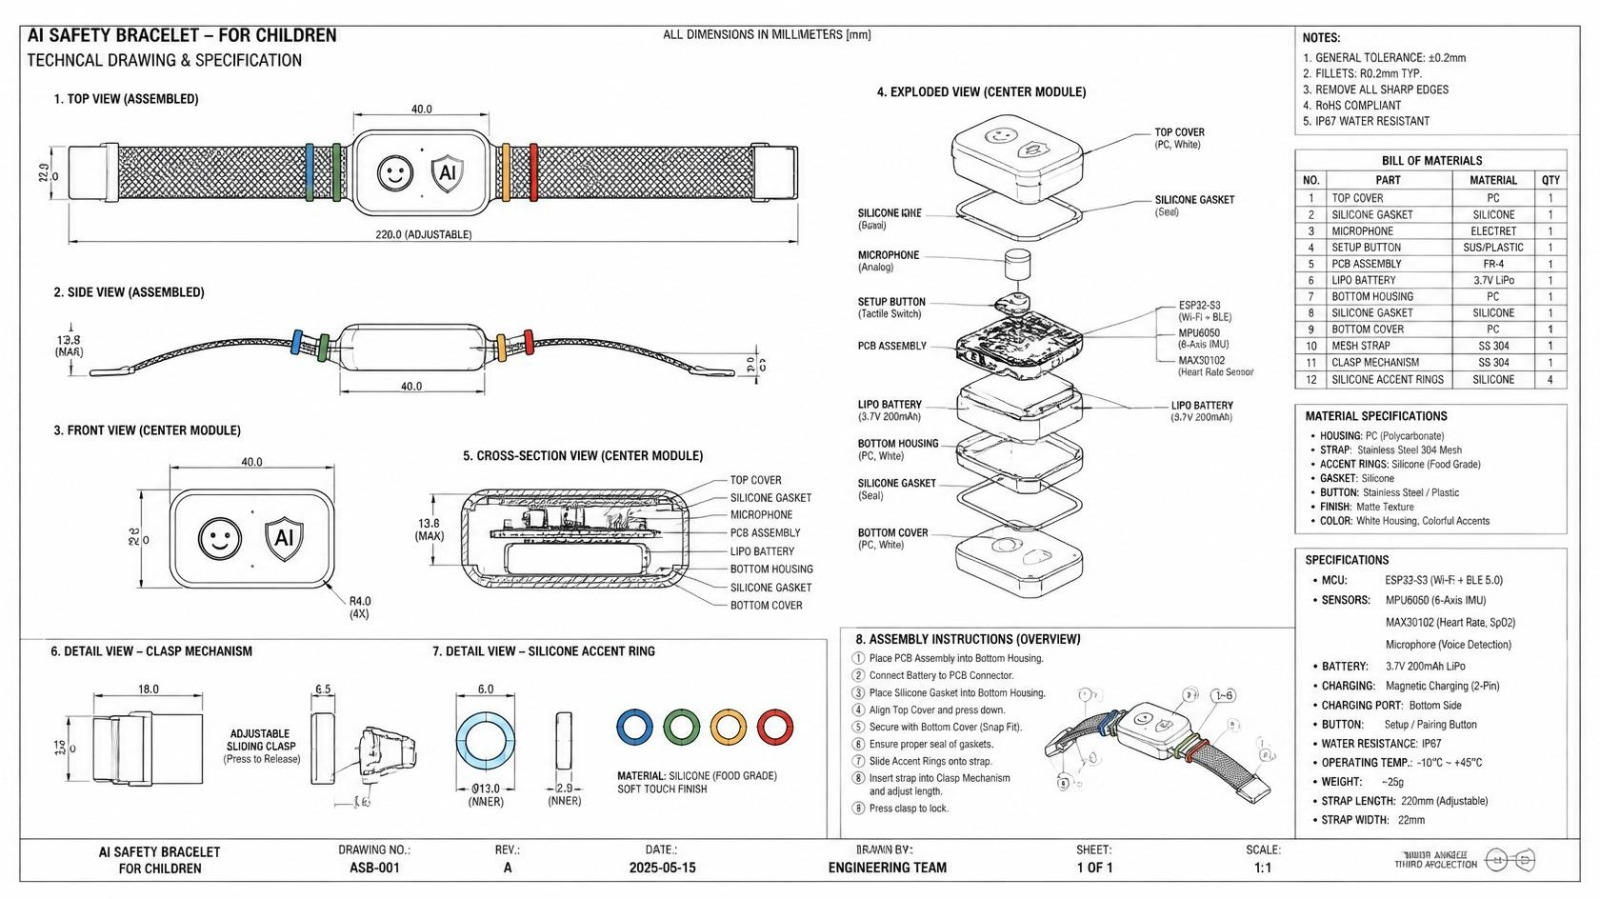 AI SAFETY BRACELET – FOR CHILDREN
TECHNCAL DRAWING & SPECIFICATION
ALL DIMENSIONS IN MILLIMETERS [mm]
1. TOP VIEW (ASSEMBLED)
40.0
AI
220.0 (ADJUSTABLE)
2. SIDE VIEW (ASSEMBLED)
40.0
3. FRONT VIEW (CENTER MODULE)
40.0
AI
R4.0
(4X)
4. EXPLODED VIEW (CENTER MODULE)
TOP COVER
(PC, White)
SILICONE GASKET
(Seal)
SILICONE
MICROPHONE
(Analog)
SETUP BUTTON
(Tactile Switch)
PCB ASSEMBLY
ESP32-S3
(Wi-Fi + BLE)
MPU6050
(6-Axis IMU)
MAX30102
(Heart Rate Sensor
LIPO BATTERY
(3.7V 200mAh)
LIPO BATTERY
(3.7V 200mAh)
BOTTOM HOUSING
(PC, White)
SILICONE GASKET
(Seal)
BOTTOM COVER
(PC, White)
5. CROSS-SECTION VIEW (CENTER MODULE)
13.8
(MAX)
TOP COVER
SILICONE GASKET
MICROPHONE
PCB ASSEMBLY
LIPO BATTERY
BOTTOM HOUSING
SILICONE GASKET
BOTTOM COVER
6. DETAIL VIEW – CLASP MECHANISM
18.0
6.5
ADJUSTABLE
SLIDING CLASP
(Press to Release)
7. DETAIL VIEW – SILICONE ACCENT RING
6.0
Ø13.0
(NNER)
2.9
(NNER)
MATERIAL: SILICONE (FOOD GRADE)
SOFT TOUCH FINISH
8. ASSEMBLY INSTRUCTIONS (OVERVIEW)
1 Place PCB Assembly into Bottom Housing.
2 Connect Battery to PCB Connector.
3 Place Silicone Gasket into Bottom Housing.
4 Align Top Cover and press down.
5 Secure with Bottom Cover (Snap Fit).
6 Ensure proper seal of gaskets.
7 Slide Accent Rings onto strap.
8 Insert strap into Clasp Mechanism
and adjust length.
Press clasp to lock.
1~6
NOTES:
1. GENERAL TOLERANCE: ±0.2mm
2. FILLETS: R0.2mm TYP.
3. REMOVE ALL SHARP EDGES
4. RoHS COMPLIANT
5. IP67 WATER RESISTANT
BILL OF MATERIALS
NO. PART MATERIAL QTY
1 TOP COVER PC 1
2 SILICONE GASKET SILICONE 1
3 MICROPHONE ELECTRET 1
4 SETUP BUTTON SUS/PLASTIC 1
5 PCB ASSEMBLY FR-4 1
6 LIPO BATTERY 3.7V LiPo 1
7 BOTTOM HOUSING PC 1
8 SILICONE GASKET SILICONE 1
9 BOTTOM COVER PC 1
10 MESH STRAP SS 304 1
11 CLASP MECHANISM SS 304 1
12 SILICONE ACCENT RINGS SILICONE 4
MATERIAL SPECIFICATIONS
• HOUSING: PC (Polycarbonate)
• STRAP: Stainless Steel 304 Mesh
• ACCENT RINGS: Silicone (Food Grade)
• GASKET: Silicone
• BUTTON: Stainless Steel / Plastic
• FINISH: Matte Texture
• COLOR: White Housing, Colorful Accents
SPECIFICATIONS
• MCU: ESP32-S3 (Wi-Fi + BLE 5.0)
• SENSORS: MPU6050 (6-Axis IMU)
MAX30102 (Heart Rate, SpO2)
Microphone (Voice Detection)
• BATTERY: 3.7V 200mAh LiPo
• CHARGING: Magnetic Charging (2-Pin)
• CHARGING PORT: Bottom Side
• BUTTON: Setup / Pairing Button
• WATER RESISTANCE: IP67
• OPERATING TEMP.: -10°C ~ +45°C
• WEIGHT: ~25g
• STRAP LENGTH: 220mm (Adjustable)
• STRAP WIDTH: 22mm
AI SAFETY BRACELET
FOR CHILDREN
DRAWING NO.:
ASB-001
REV.:
A
DATE.:
2025-05-15
DRAWN BY:
ENGINEERING TEAM
SHEET:
1 OF 1
SCALE:
1:1